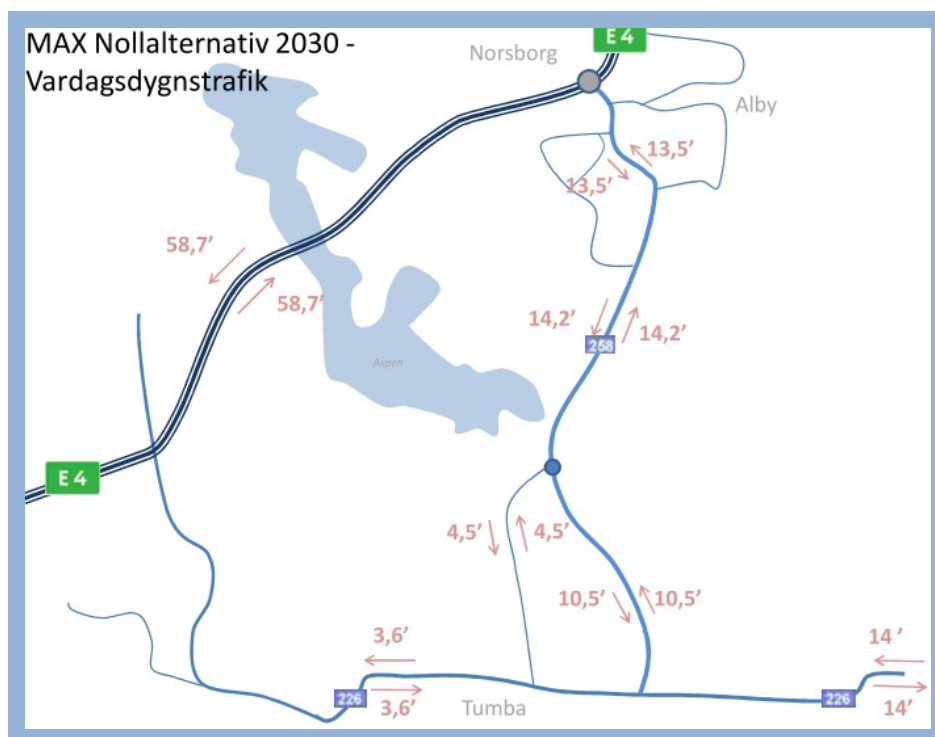 MAX Nollalternativ 2030 -
Vardagsdygnstrafik
E 4
Norsborg
Alby
13,5’
13,5’
58,7’
58,7’
14,2’
14,2’
258
Aspen
E 4
4,5’
4,5’
10,5’
10,5’
3,6’
14 ’
226
3,6’
Tumba
226
14’